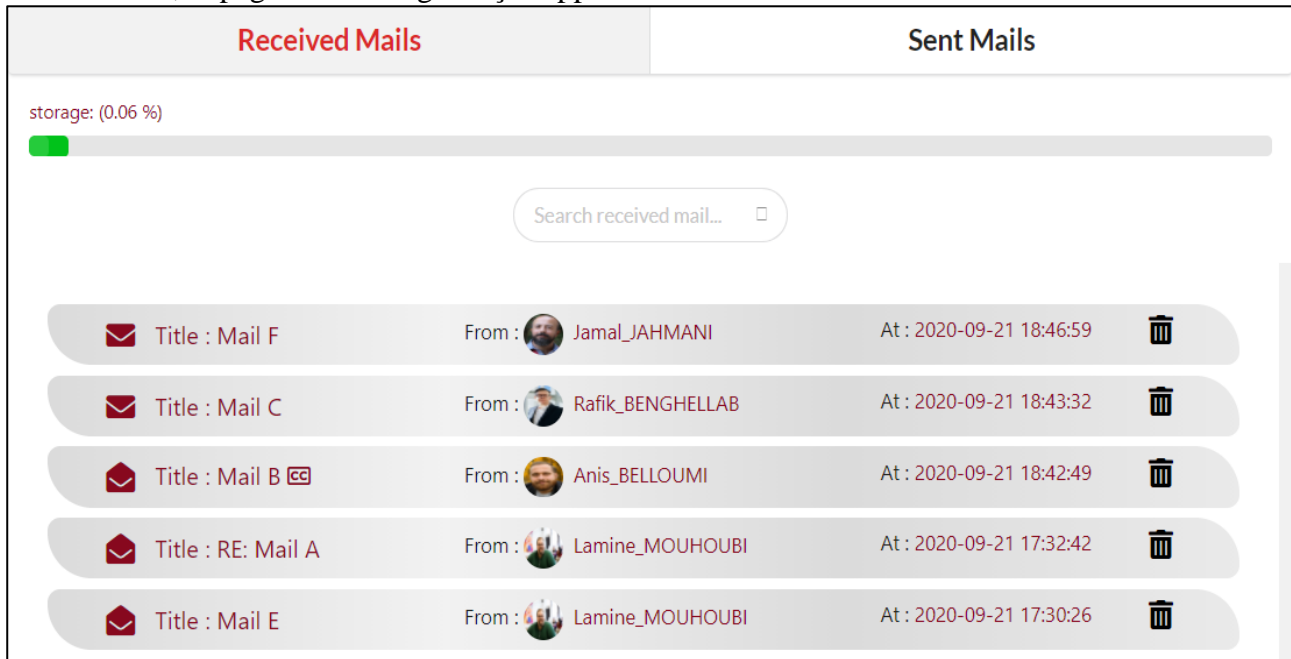 Received Mails
Sent Mails
storage: (0.06 %)
Search received mail...
Title : Mail F From : Jamal_JAHMANI At : 2020-09-21 18:46:59
Title : Mail C From : Rafik_BENGHELLAB At : 2020-09-21 18:43:32
Title : Mail B CC From : Anis_BELLOUMI At : 2020-09-21 18:42:49
Title : RE: Mail A From : Lamine_MOUHOUBI At : 2020-09-21 17:32:42
Title : Mail E From : Lamine_MOUHOUBI At : 2020-09-21 17:30:26